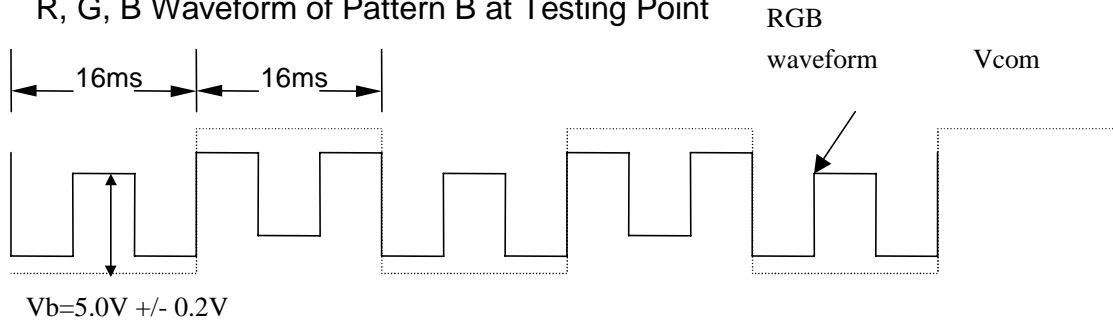 R, G, B Waveform of Pattern B at Testing Point
RGB
waveform
Vcom
16ms
16ms
Vb=5.0V +/- 0.2V